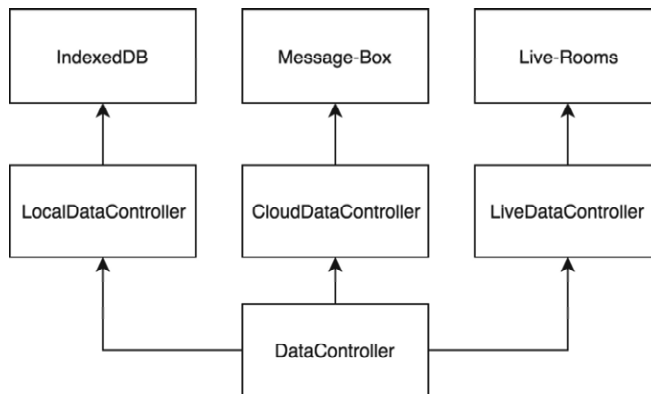 IndexedDB
Message-Box
Live-Rooms
LocalDataController
CloudDataController
LiveDataController
DataController